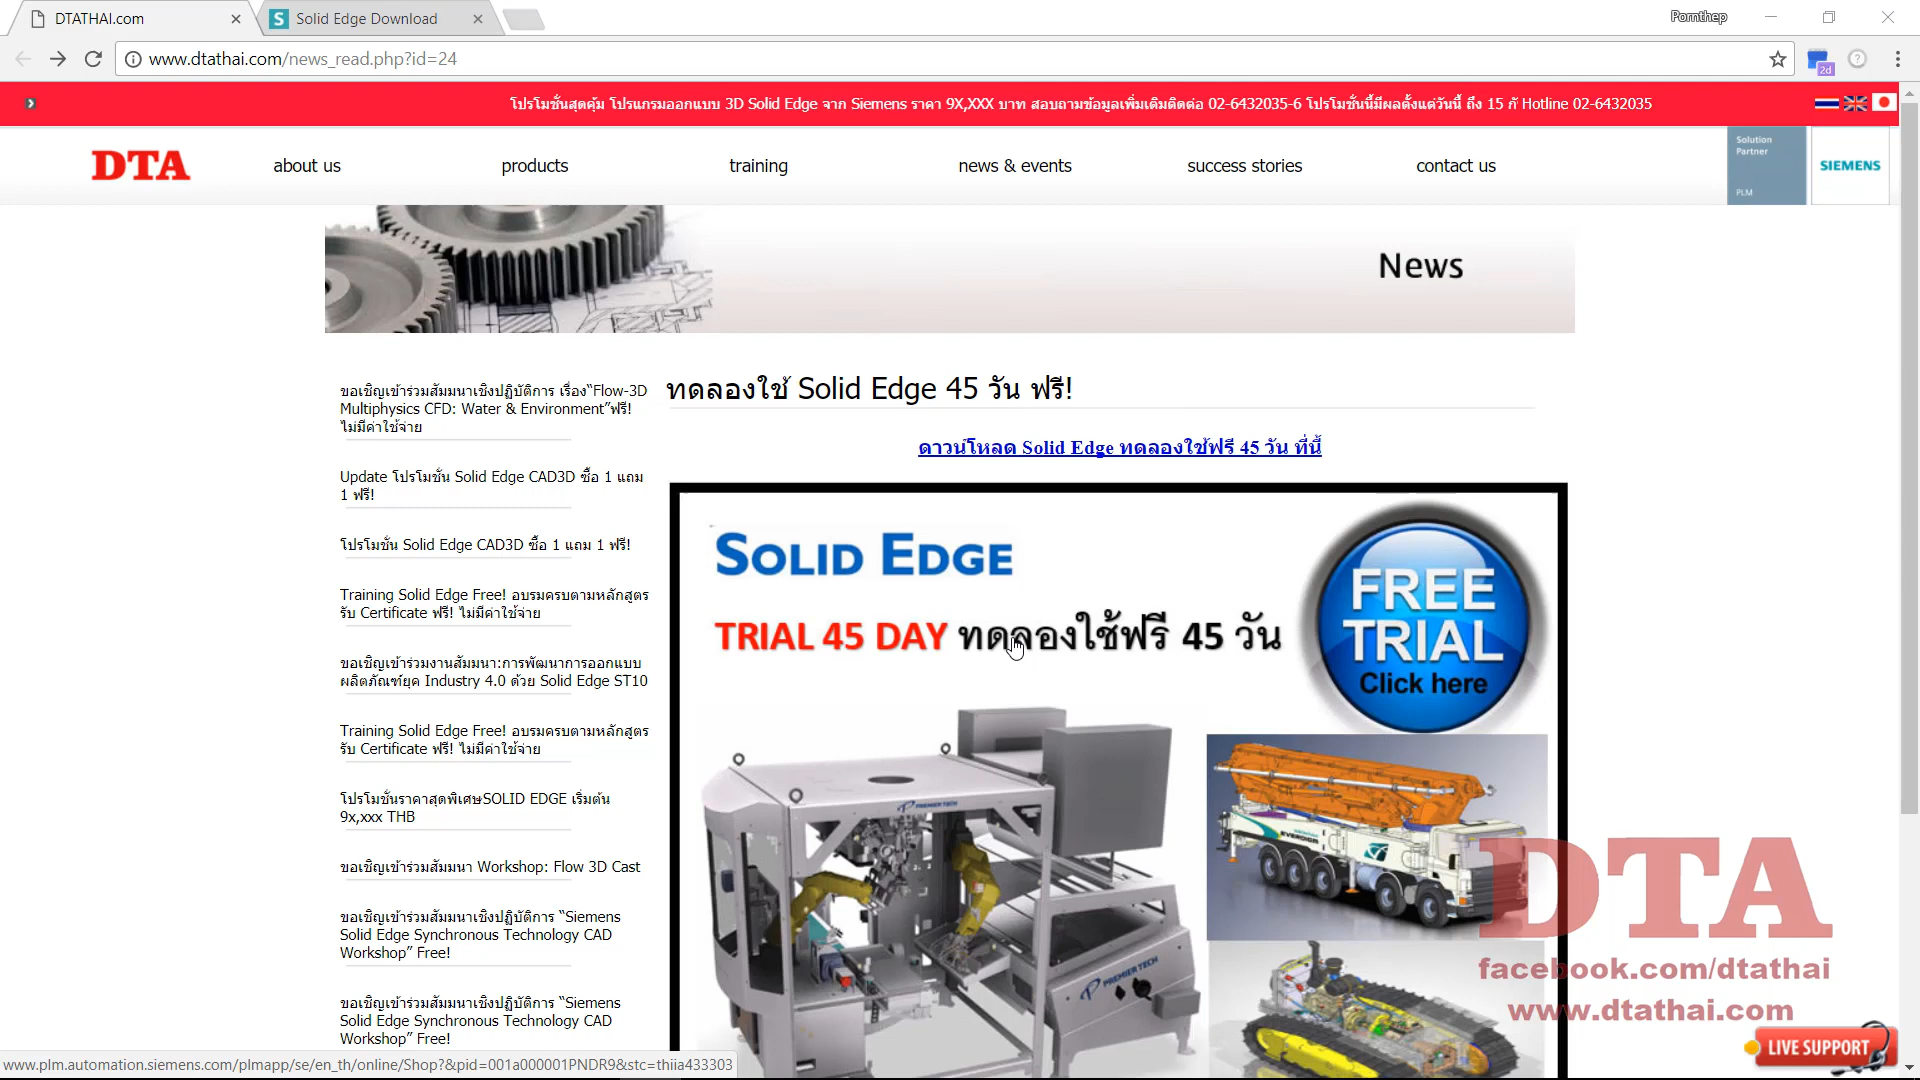 DTATHAI.com
Solid Edge Download
Pornthep
www.dtathai.com/news_read.php?id=24
2d
โปรโมชั่นสุดคุ้ม โปรแกรมออกแบบ 3D Solid Edge จาก Siemens ราคา 9X,XXX บาท สอบถามข้อมูลเพิ่มเติมติดต่อ 02-6432035-6 โปรโมชั่นนี้มีผลตั้งแต่วันนี้ ถึง 15 กั Hotline 02-6432035
DTA
about us
products
training
news & events
success stories
contact us
Solution
Partner
PLM
SIEMENS
News
ขอเชิญเข้าร่วมสัมมนาเชิงปฏิบัติการ เรื่อง“Flow-3D
Multiphysics CFD: Water & Environment”ฟรี!
ไม่มีค่าใช้จ่าย
Update โปรโมชั่น Solid Edge CAD3D ซื้อ 1 แถม
1 ฟรี!
โปรโมชั่น Solid Edge CAD3D ซื้อ 1 แถม 1 ฟรี!
Training Solid Edge Free! อบรมครบตามหลักสูตร
รับ Certificate ฟรี! ไม่มีค่าใช้จ่าย
ขอเชิญเข้าร่วมงานสัมมนา:การพัฒนาการออกแบบ
ผลิตภัณฑ์ยุค Industry 4.0 ด้วย Solid Edge ST10
Training Solid Edge Free! อบรมครบตามหลักสูตร
รับ Certificate ฟรี! ไม่มีค่าใช้จ่าย
โปรโมชั่นราคาสุดพิเศษSOLID EDGE เริ่มต้น
9x,xxx THB
ขอเชิญเข้าร่วมสัมมนา Workshop: Flow 3D Cast
ขอเชิญเข้าร่วมสัมมนาเชิงปฏิบัติการ “Siemens
Solid Edge Synchronous Technology CAD
Workshop” Free!
ขอเชิญเข้าร่วมสัมมนาเชิงปฏิบัติการ “Siemens
Solid Edge Synchronous Technology CAD
Workshop” Free!
ทดลองใช้ Solid Edge 45 วัน ฟรี!
ดาวน์โหลด Solid Edge ทดลองใช้ฟรี 45 วัน ที่นี้
SOLID EDGE
TRIAL 45 DAY ทดลองใช้ฟรี 45 วัน
FREE
TRIAL
Click here
PREMIER TECH
PREMIER TECH
EVERDIGM
DTA
facebook.com/dtathai
www.dtathai.com
LIVE SUPPORT
www.plm.automation.siemens.com/plmapp/se/en_th/online/Shop?&pid=001a000001PNDR9&stc=thiia433303